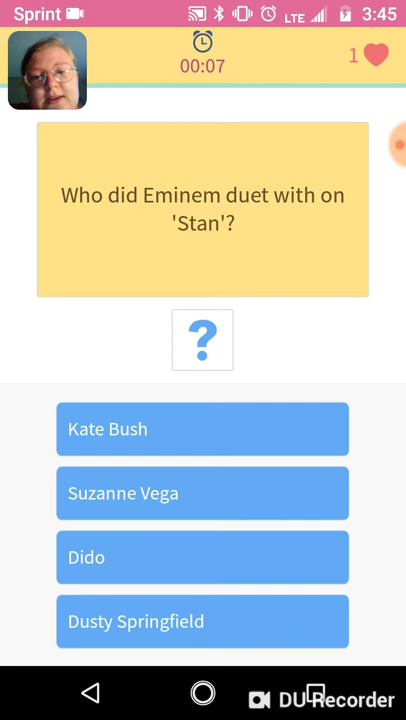 Sprint
LTE
3:45
00:07
1
Who did Eminem duet with on
'Stan'?
?
Kate Bush
Suzanne Vega
Dido
Dusty Springfield
DU Recorder